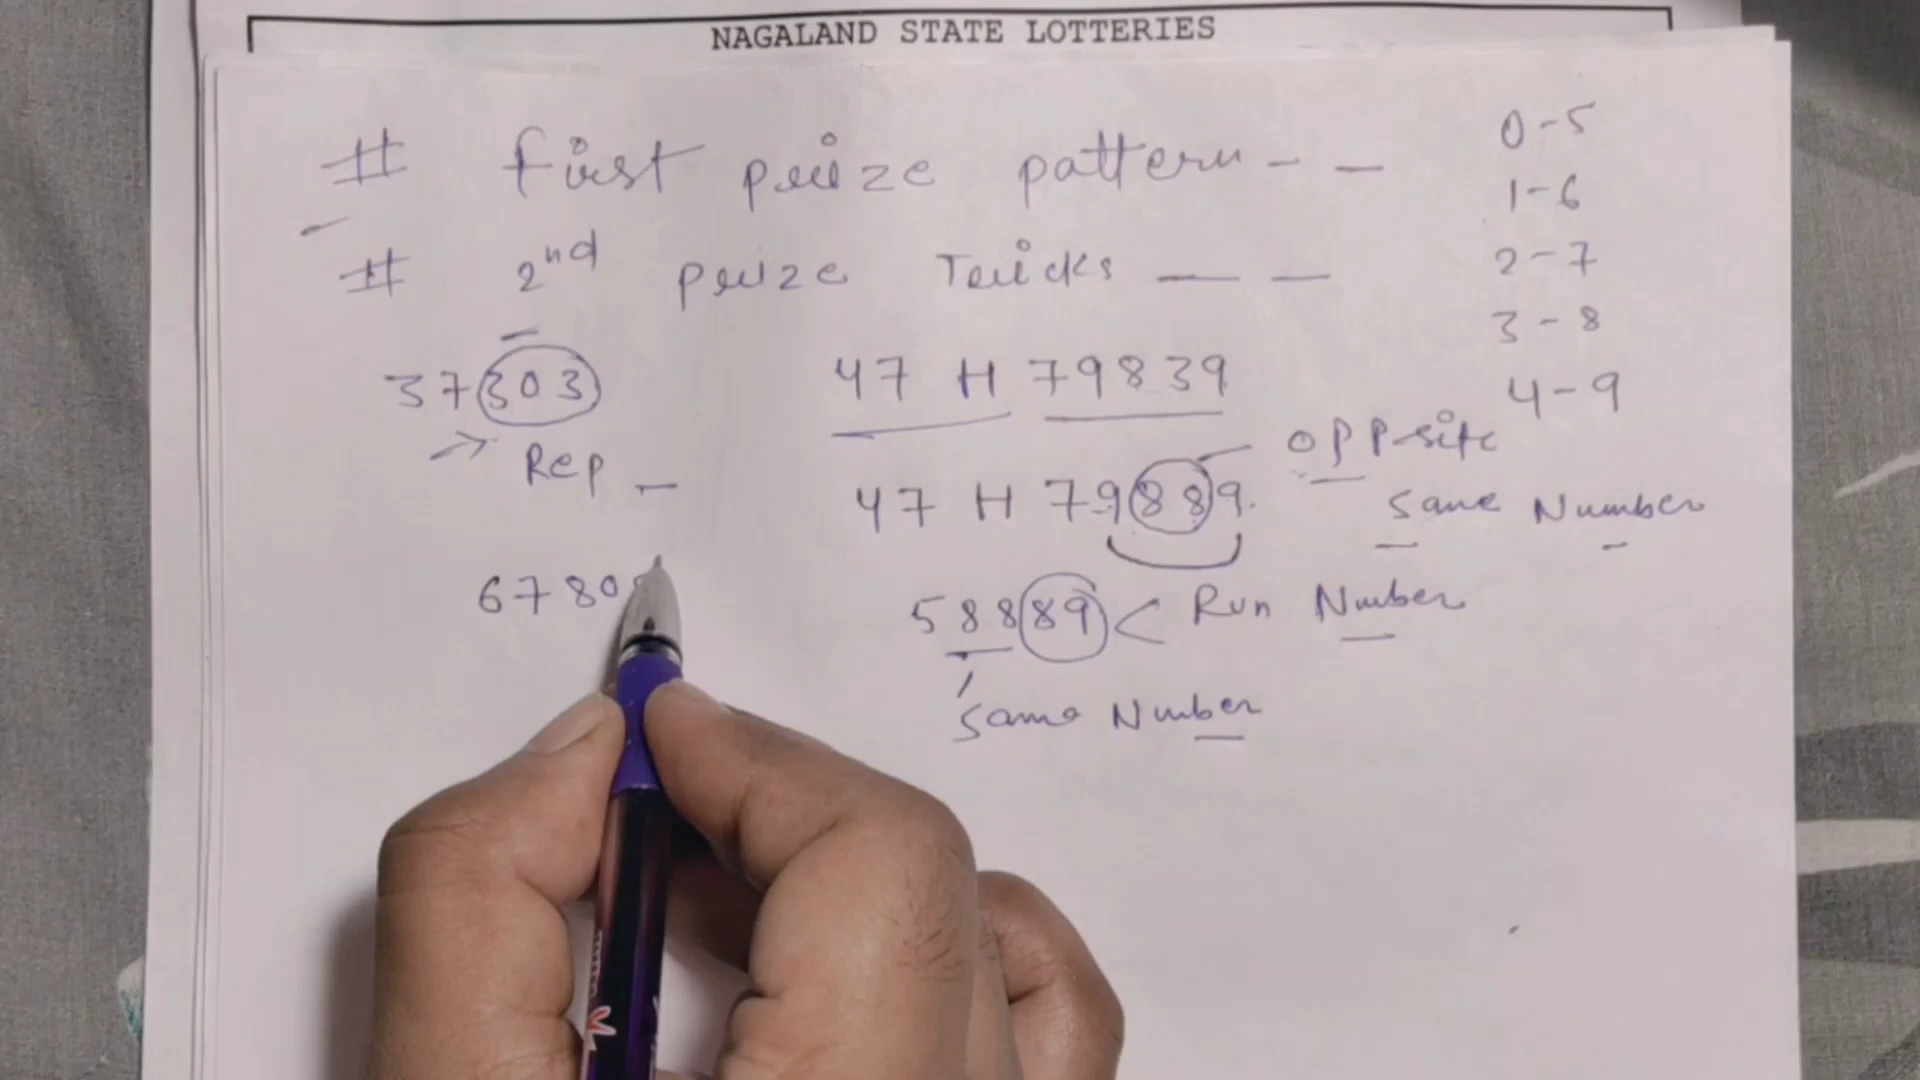 NAGALAND STATE LOTTERIES
# First prize pattern - -
# 2nd prize Tricks — —
0-5
1-6
2-7
3-8
4-9
37303
Rep -
6780
47 H 79839
47 H 79889
opposite
Same Number
58889 < Run Number
Same Number